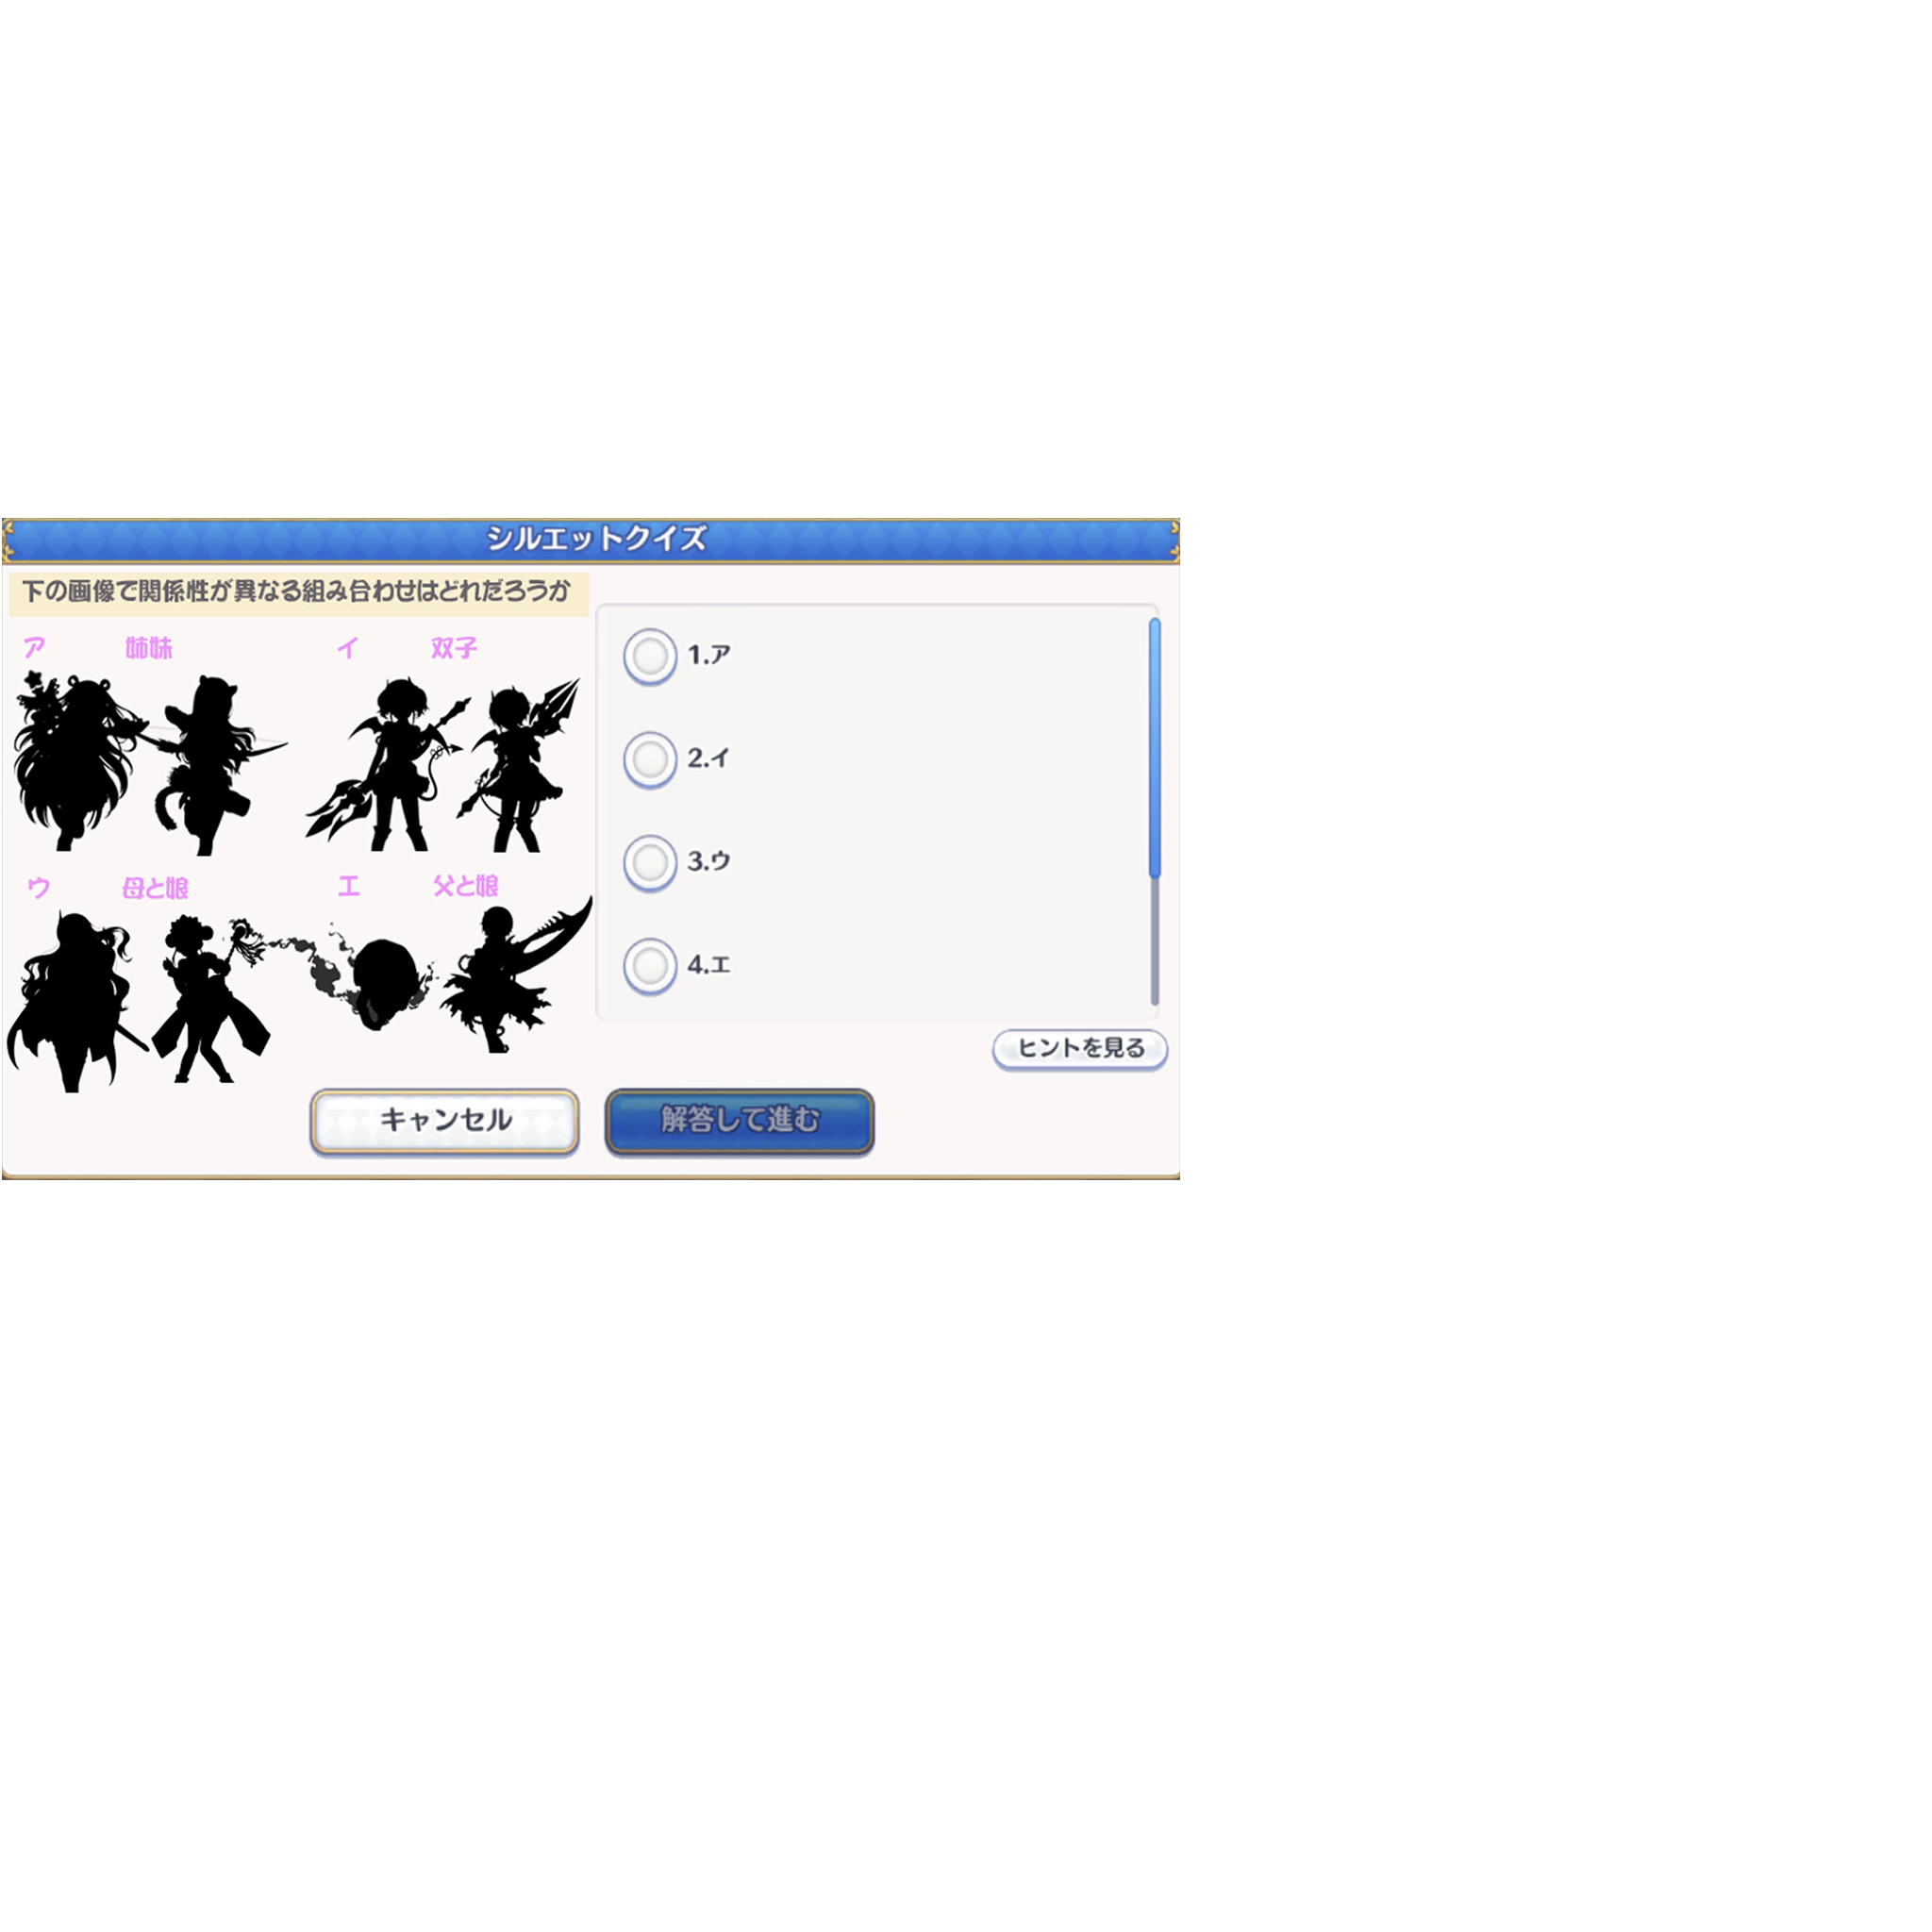 シルエットクイズ
下の画像で関係性が異なる組み合わせはどれだろうか
ア 姉妹 イ 双子
ウ 母と娘 エ 父と娘
1.ア
2.イ
3.ウ
4.エ
ヒントを見る
キャンセル 解答して進む